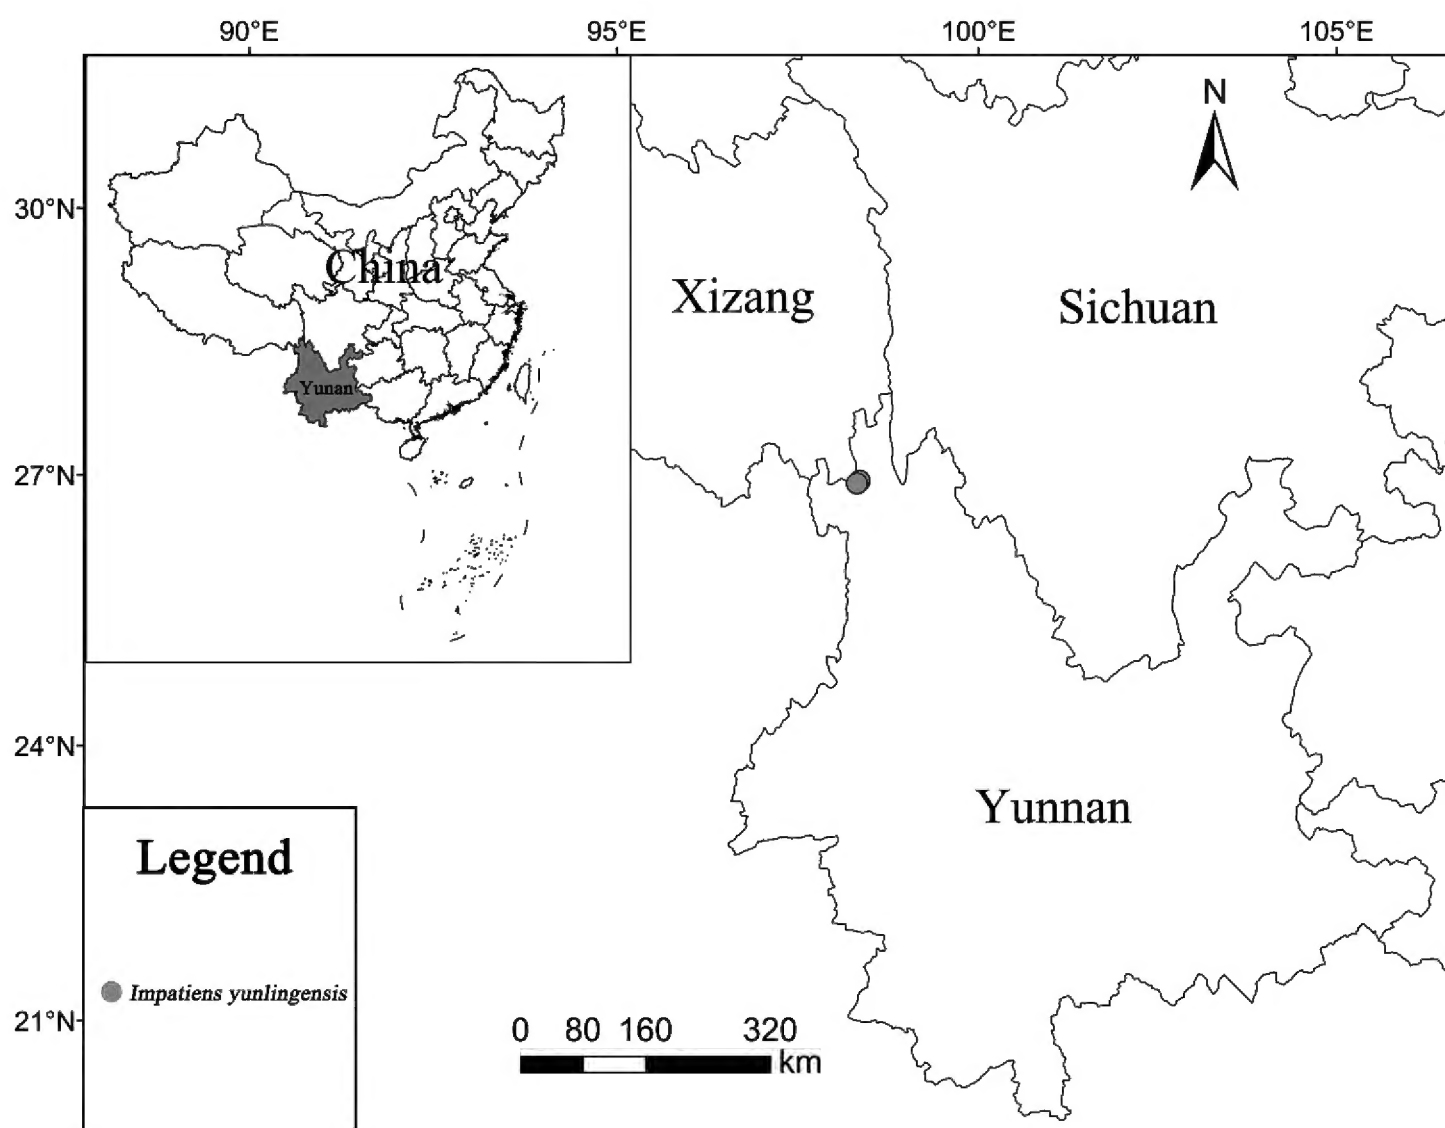 90°E 95°E 100°E 105°E
N
30°N
China
Xizang
Sichuan
Yunan
27°N
24°N
Yunnan
Legend
Impatiens yunlingensis
21°N
0 80 160 320
km